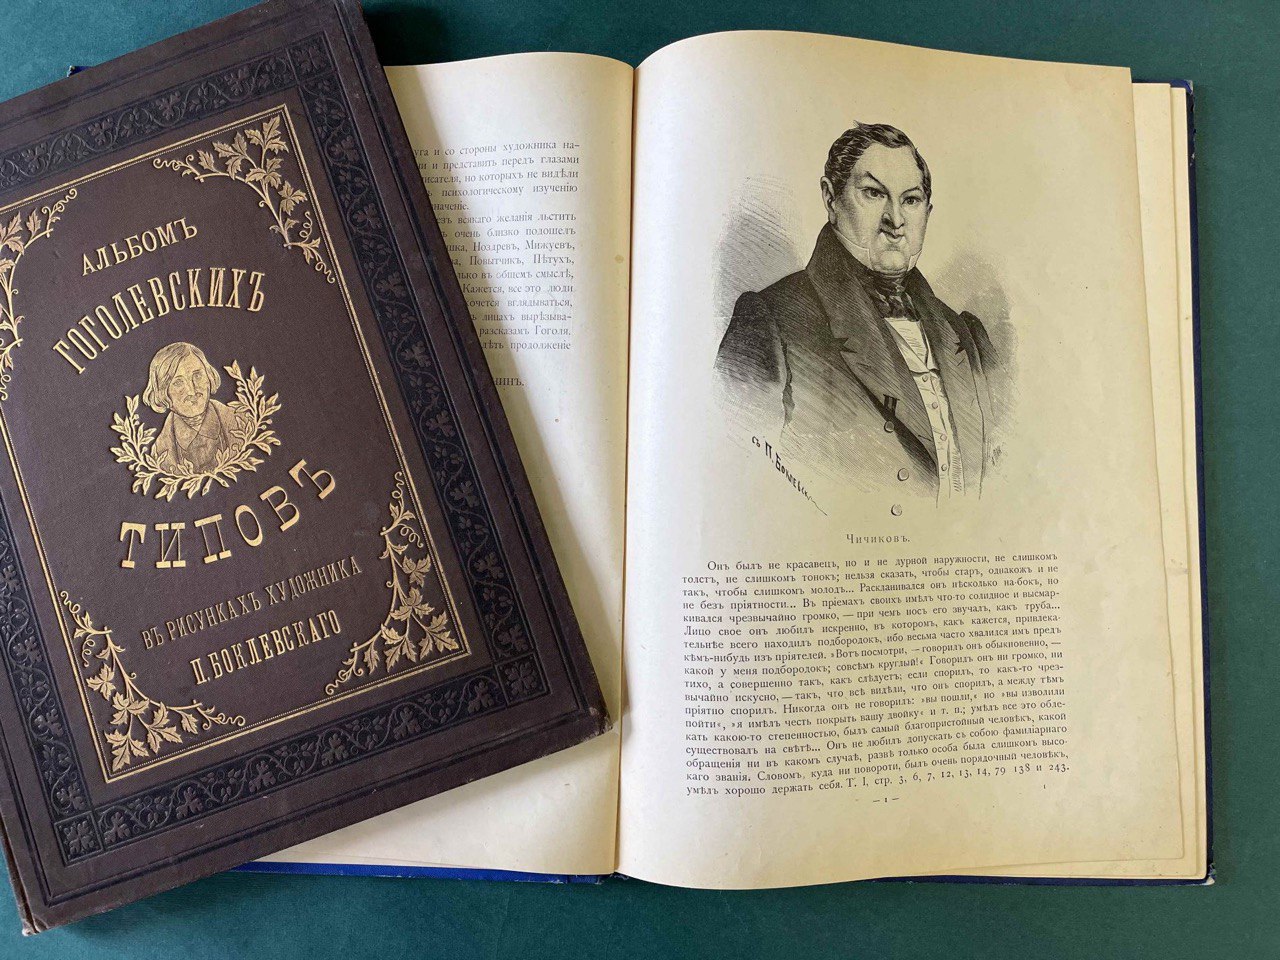 АЛЬБОМЪ
ГОГОЛЕВСКИХЪ
ТИПОВЪ
ВЪ РИСУНКАХЪ ХУДОЖНИКА
П. БОКЛЕВСКАГО
и со стороны художника на-
и представить передъ глазами
но которыхъ не видѣли
психологическому изученію
всякаго желанія льстить
очень близко подошелъ
Ноздревъ, Мижуевъ,
Повытчик, Пѣтухъ,
въ общемъ смыслѣ,
Кажется, все это люди
вглядываться,
лицахъ вырѣзыва-
разсказамъ Гоголя,
продолженіе
съ П. Боклевск
Чичиковъ.
Онъ былъ не красавецъ, но и не дурной наружности, не слишкомъ
толстъ, не слишкомъ тонокъ; нельзя сказать, чтобы старъ, однакожъ и не
такъ, чтобы слишкомъ молодъ... Раскланивался онъ нѣсколько на-бокъ, но
не безъ пріятности... Въ пріемахъ своихъ имѣлъ что-то солидное и высмар-
кивался чрезвычайно громко, — при чемъ носъ его звучалъ, какъ труба...
Лицо свое онъ любилъ искренно, въ которомъ, какъ кажется, привлека-
тельнѣе всего находилъ подбородокъ, ибо весьма часто хвалился имъ предъ
кѣмъ-нибудь изъ пріятелей. »Вотъ посмотри, — говорилъ онъ обыкновенно, —
какой у меня подбородокъ; совсѣмъ круглый!« Говорилъ онъ ни громко, ни
тихо, а совершенно такъ, какъ слѣдуетъ; если спорилъ, то какъ-то чрез-
вычайно искусно, — такъ, что всѣ видѣли, что онъ спорилъ, а между тѣмъ
пріятно спорилъ. Никогда онъ не говорилъ: »вы пошли,« но »вы изволили
пойти«, »я имѣлъ честь покрыть вашу двойку« и т. п.; умѣлъ все это обле-
кать какою-то степенностью, былъ самый благопристойный человѣкъ, какой
существовалъ на свѣтѣ... Онъ не любилъ допускать съ собою фамиліарнаго
обращенія ни въ какомъ случаѣ, развѣ только особа была слишкомъ высо-
каго званія. Словомъ, куда ни повороти, былъ очень порядочный человѣкъ,
умѣлъ хорошо держать себя. Т. I, стр. 3, 6, 7, 12, 13, 14, 79 138 и 243.
— 1 —
1